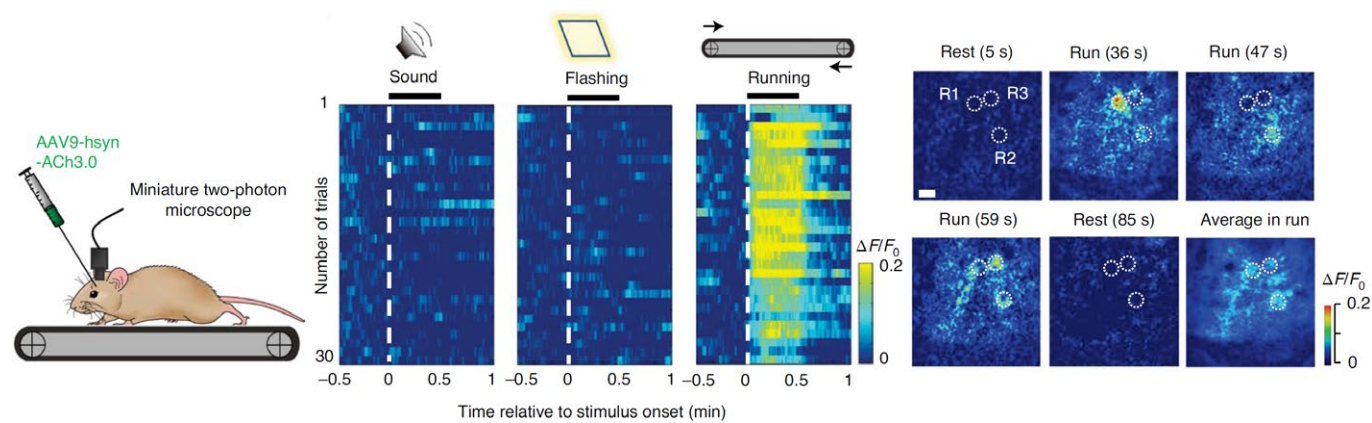 AAV9-hsyn
-ACh3.0
Miniature two-photon
microscope
Sound
Flashing
Running
Number of trials
1
30
−0.5 0 0.5 1
−0.5 0 0.5 1
−0.5 0 0.5 1
Time relative to stimulus onset (min)
ΔF/F0
0.2
0
Rest (5 s) Run (36 s) Run (47 s)
R1 R3
R2
Run (59 s) Rest (85 s) Average in run
ΔF/F0
0.2
0